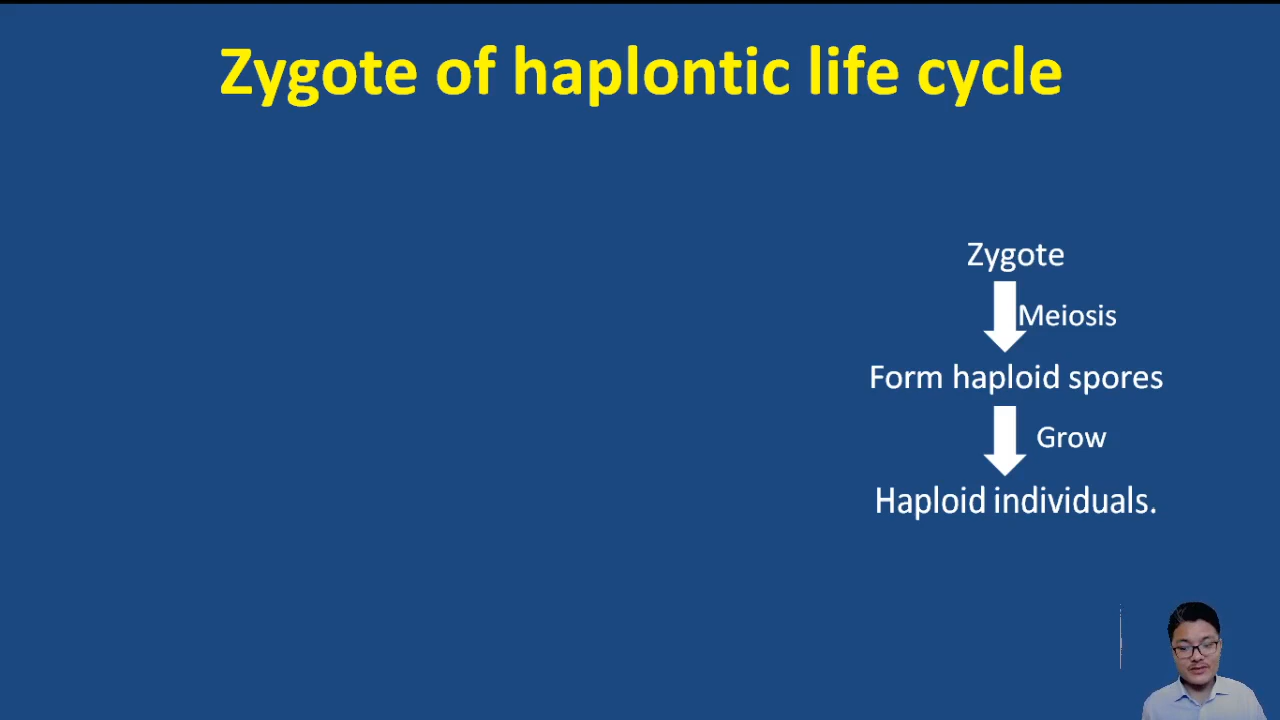 Zygote of haplontic life cycle
Zygote
Meiosis
Form haploid spores
Grow
Haploid individuals.